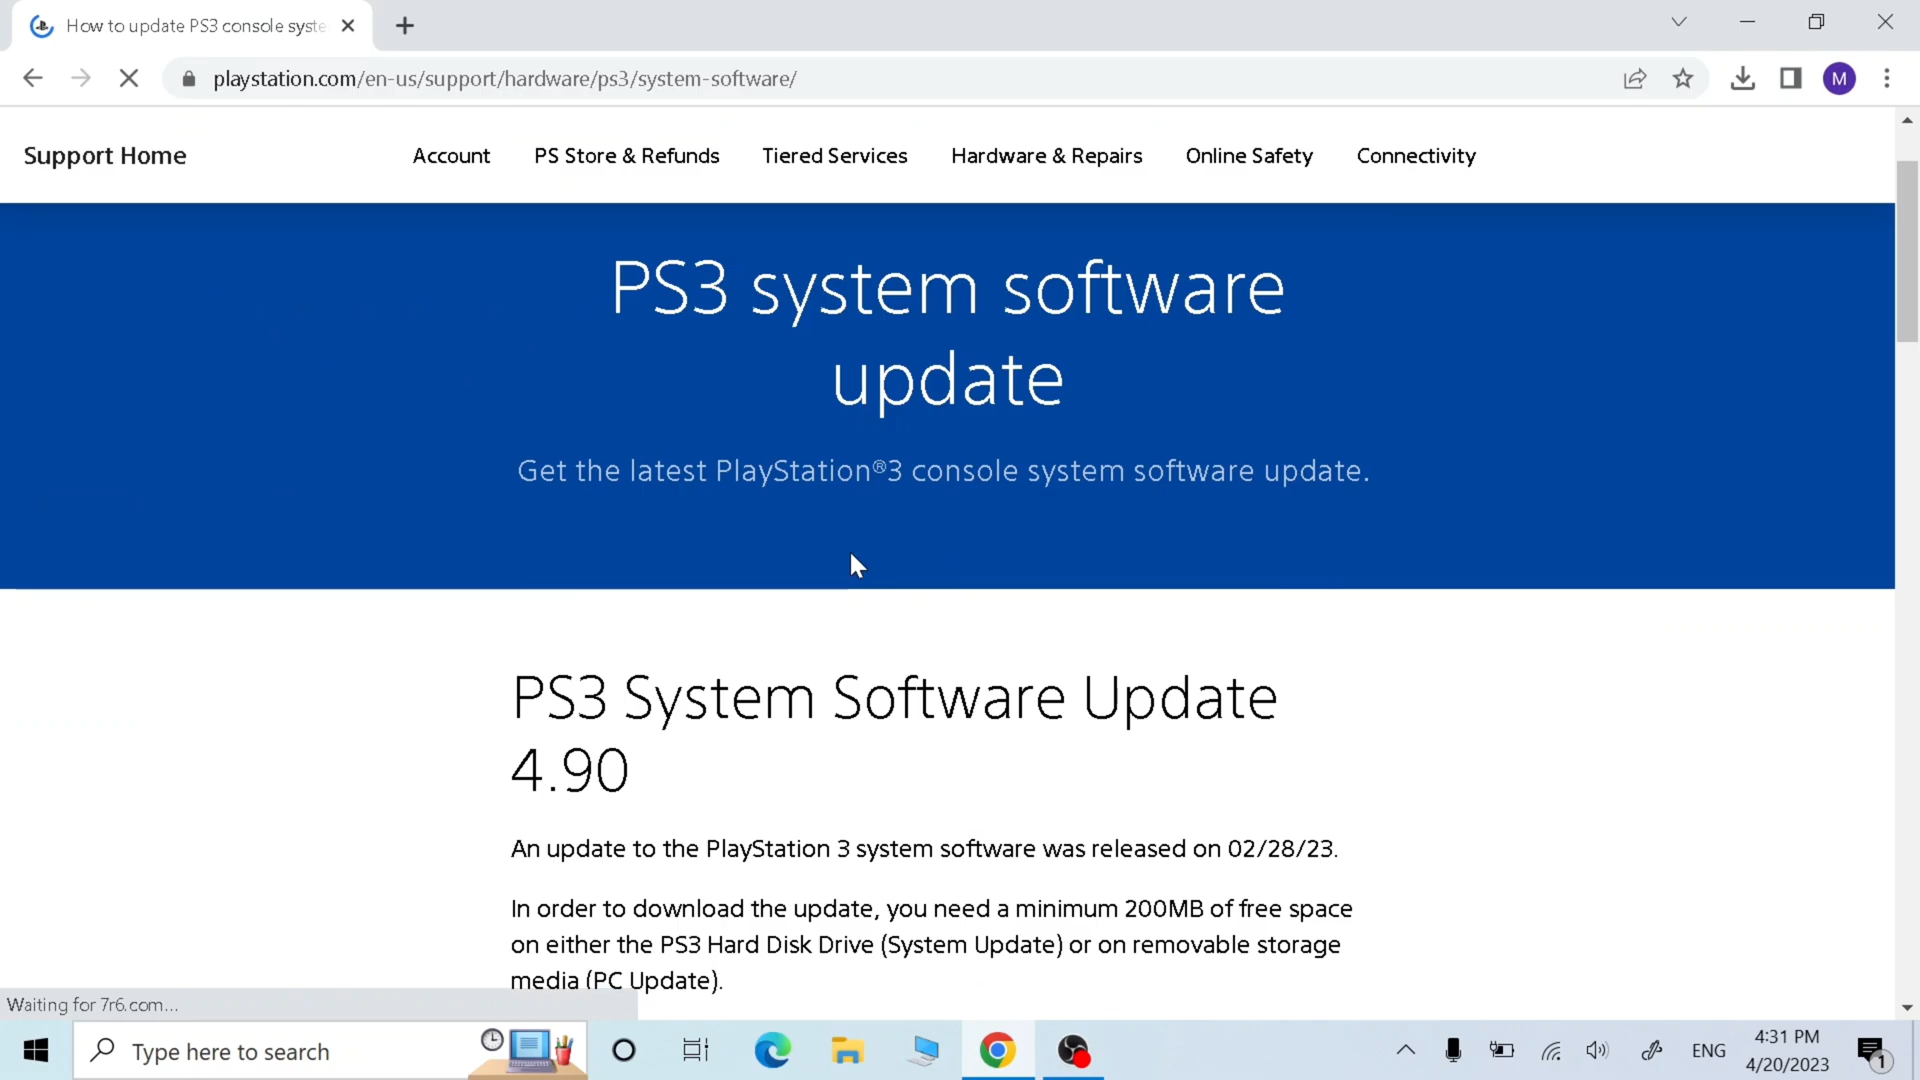 How to update PS3 console syste
playstation.com/en-us/support/hardware/ps3/system-software/
M
Support Home
Account
PS Store & Refunds
Tiered Services
Hardware & Repairs
Online Safety
Connectivity
PS3 system software
update
Get the latest PlayStation®3 console system software update.
PS3 System Software Update
4.90
An update to the PlayStation 3 system software was released on 02/28/23.
In order to download the update, you need a minimum 200MB of free space
on either the PS3 Hard Disk Drive (System Update) or on removable storage
media (PC Update).
Waiting for 7r6.com...
Type here to search
ENG
4:31 PM
4/20/2023
1